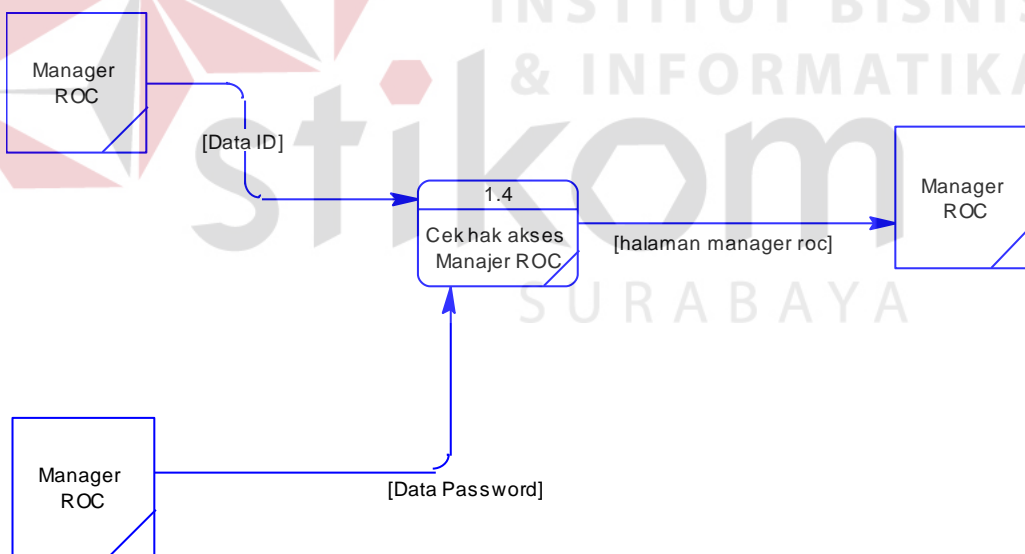 INSTITUT BISNIS
& INFORMATIKA
stikom
SURABAYA
Manager
ROC
[Data ID]
1.4
Cek hak akses
Manajer ROC
[halaman manager roc]
Manager
ROC
Manager
ROC
[Data Password]